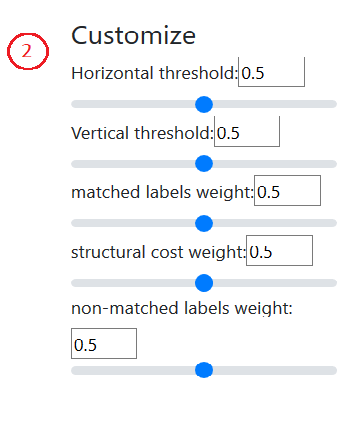 2
Customize
Horizontal threshold: 0.5
Vertical threshold: 0.5
matched labels weight: 0.5
structural cost weight: 0.5
non-matched labels weight:
0.5